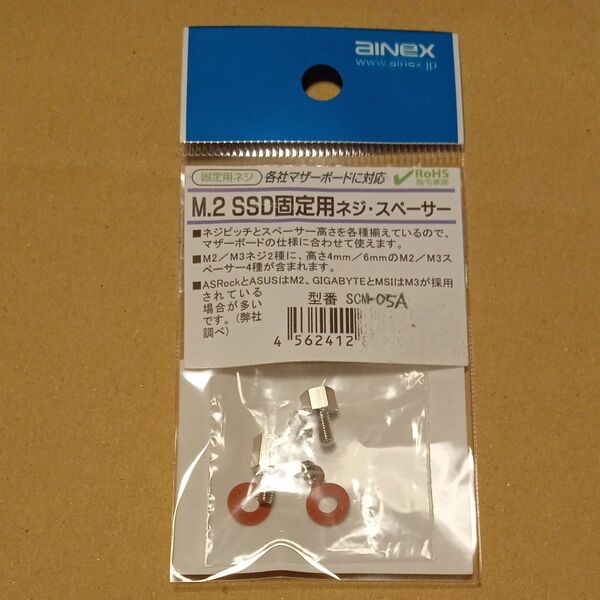 aINEX
www.ainex.jp
固定用ネジ 各社マザーボードに対応 RoHS
指令準拠
M.2 SSD固定用ネジ・スペーサー
■ネジピッチとスペーサー高さを各種揃えているので、
マザーボードの仕様に合わせて使えます。
■M2／M3ネジ2種に、高さ4mm／6mmのM2／M3ス
ペーサー4種が含まれます。
■ASRockとASUSはM2、GIGABYTEとMSIはM3が採用
されている
場合が多い
です。(弊社
調べ)
型番 SCM-05A
4 562412